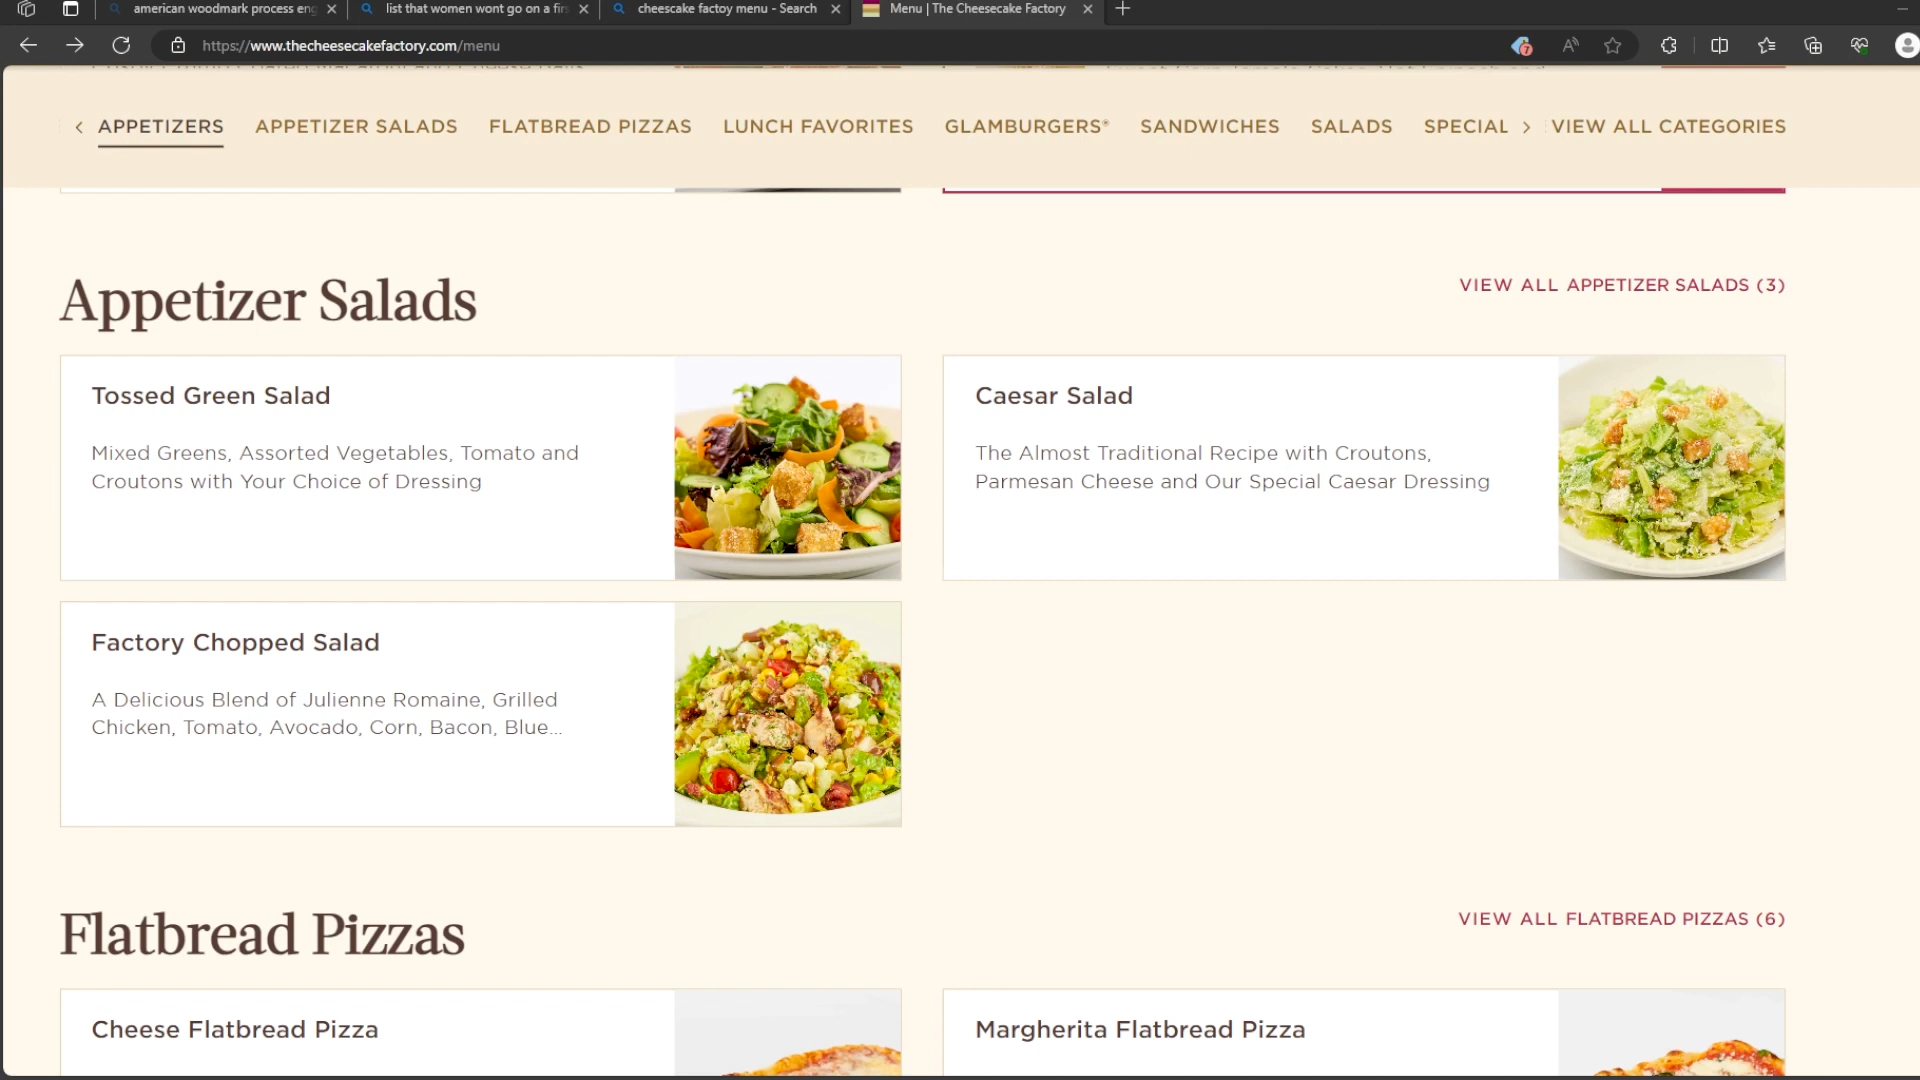 american woodmark process eng
list that women wont go on a fir
cheescake factoy menu - Search
Menu | The Cheesecake Factory
https://www.thecheesecakefactory.com/menu
7
APPETIZERS
APPETIZER SALADS
FLATBREAD PIZZAS
LUNCH FAVORITES
GLAMBURGERS®
SANDWICHES
SALADS
SPECIAL
VIEW ALL CATEGORIES
Appetizer Salads
VIEW ALL APPETIZER SALADS (3)
Tossed Green Salad
Mixed Greens, Assorted Vegetables, Tomato and
Croutons with Your Choice of Dressing
Caesar Salad
The Almost Traditional Recipe with Croutons,
Parmesan Cheese and Our Special Caesar Dressing
Factory Chopped Salad
A Delicious Blend of Julienne Romaine, Grilled
Chicken, Tomato, Avocado, Corn, Bacon, Blue...
Flatbread Pizzas
VIEW ALL FLATBREAD PIZZAS (6)
Cheese Flatbread Pizza
Margherita Flatbread Pizza